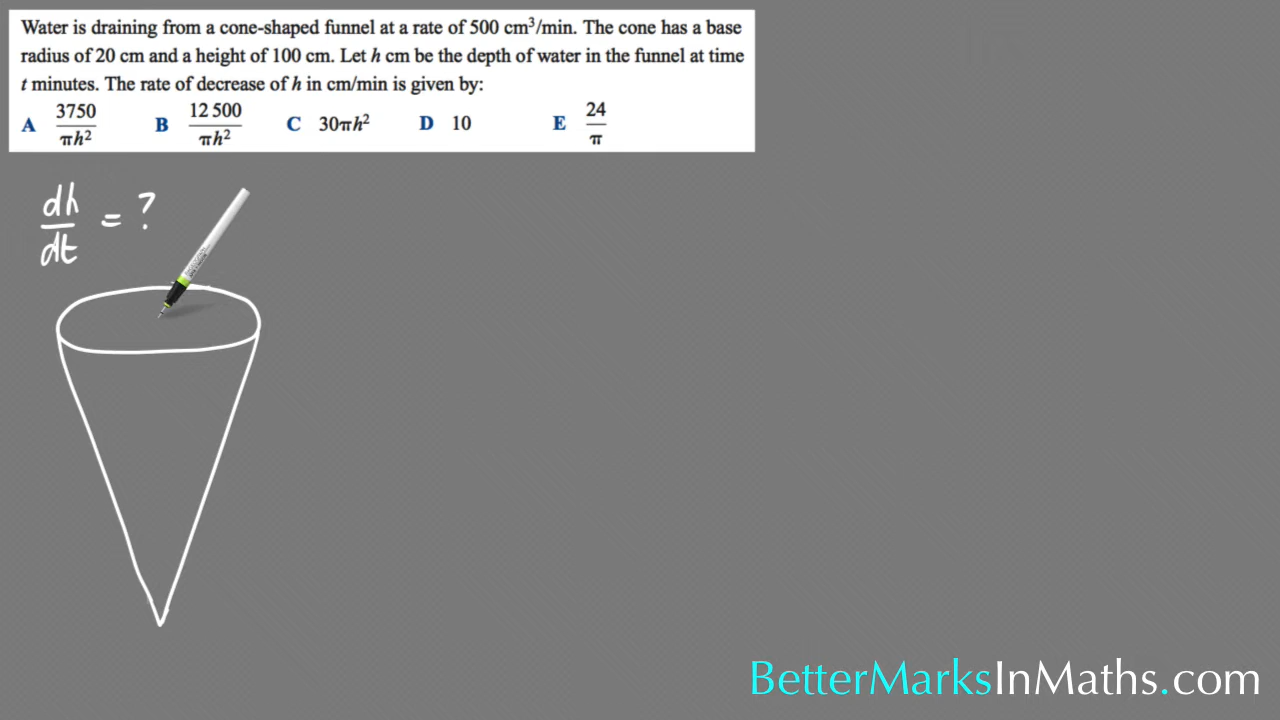 Water is draining from a cone-shaped funnel at a rate of 500 cm³/min. The cone has a base
radius of 20 cm and a height of 100 cm. Let h cm be the depth of water in the funnel at time
t minutes. The rate of decrease of h in cm/min is given by:
A 3750/πh² B 12 500/πh² C 30πh² D 10 E 24/π
dh/dt = ?
BetterMarksInMaths.com